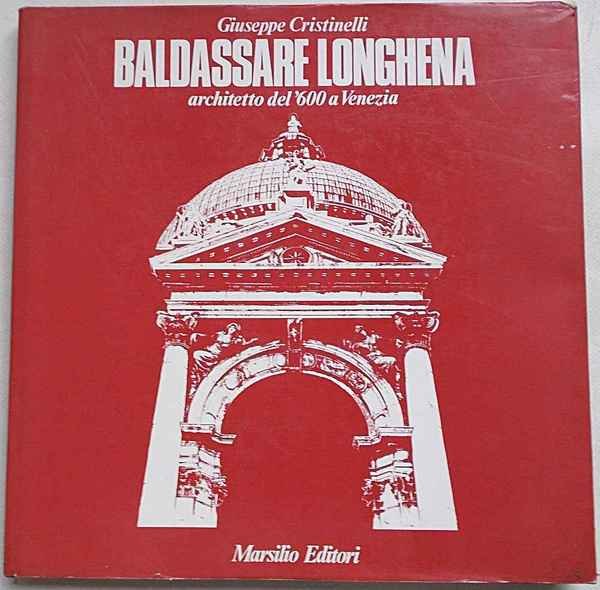 Giuseppe Cristinelli
BALDASSARE LONGHENA
architetto del '600 a Venezia
Marsilio Editori